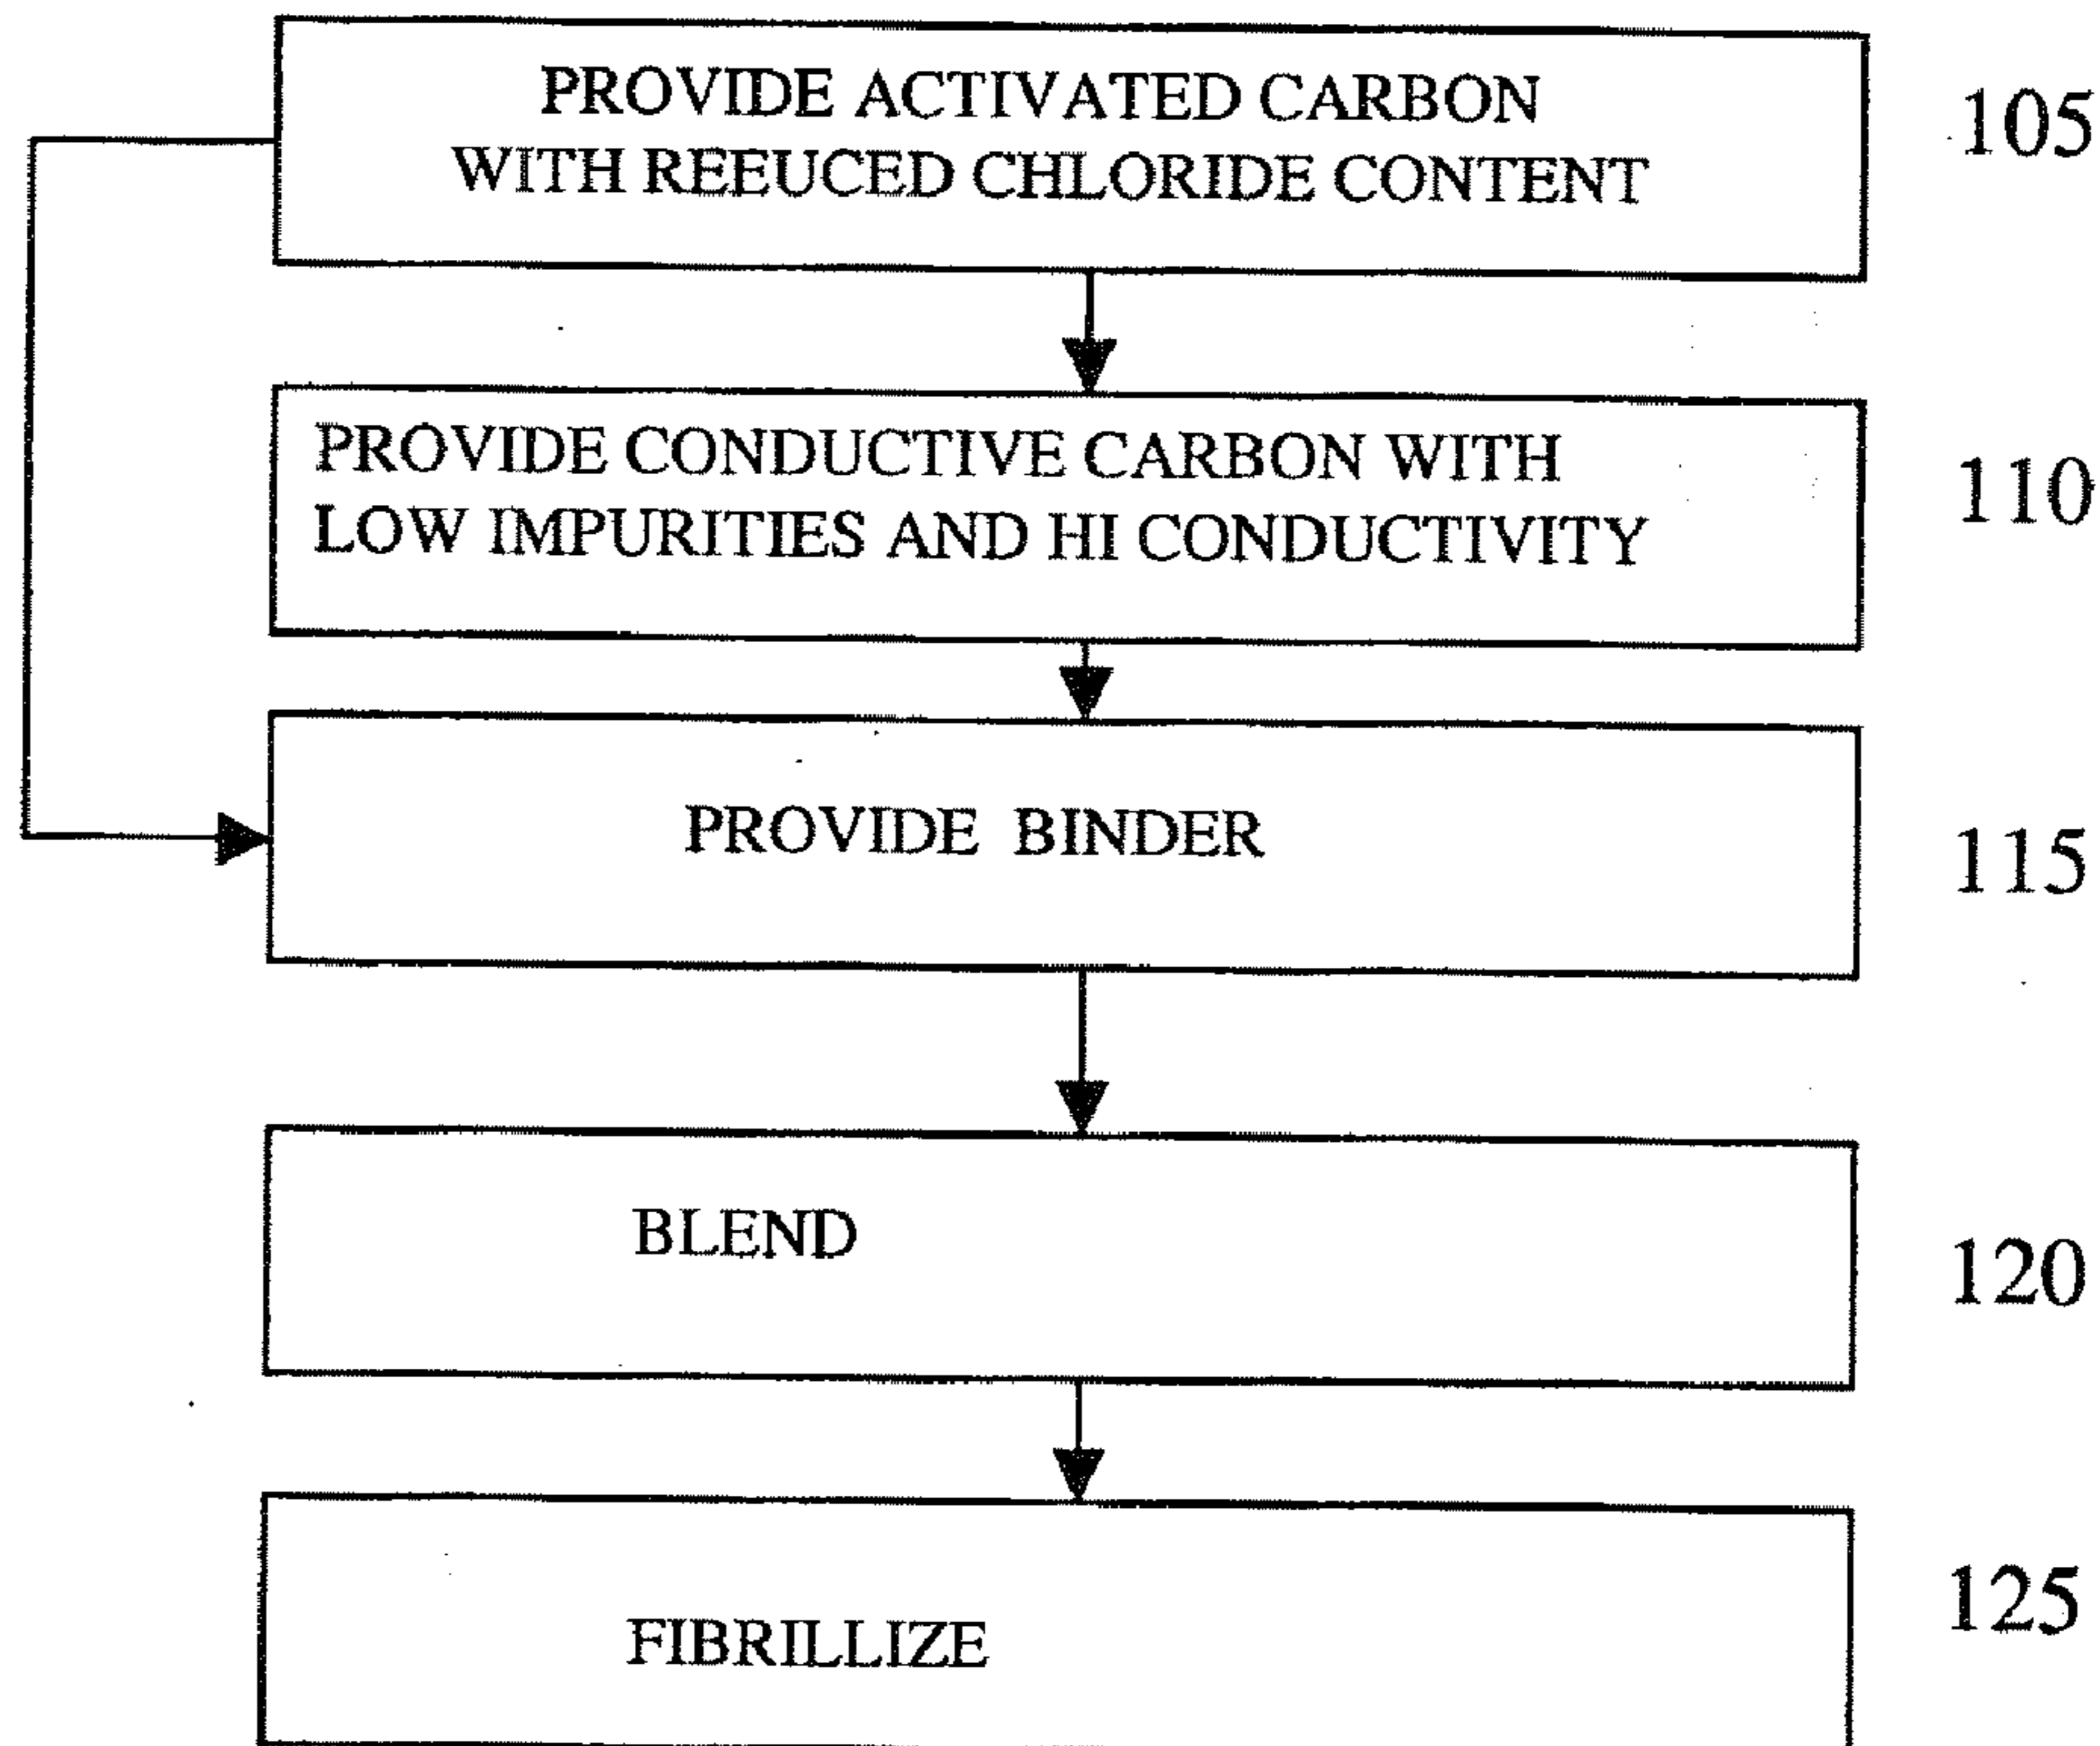 PROVIDE ACTIVATED CARBON
WITH REEUCED CHLORIDE CONTENT
105
PROVIDE CONDUCTIVE CARBON WITH
LOW IMPURITIES AND HI CONDUCTIVITY
110
PROVIDE BINDER
115
BLEND
120
FIBRILLIZE
125